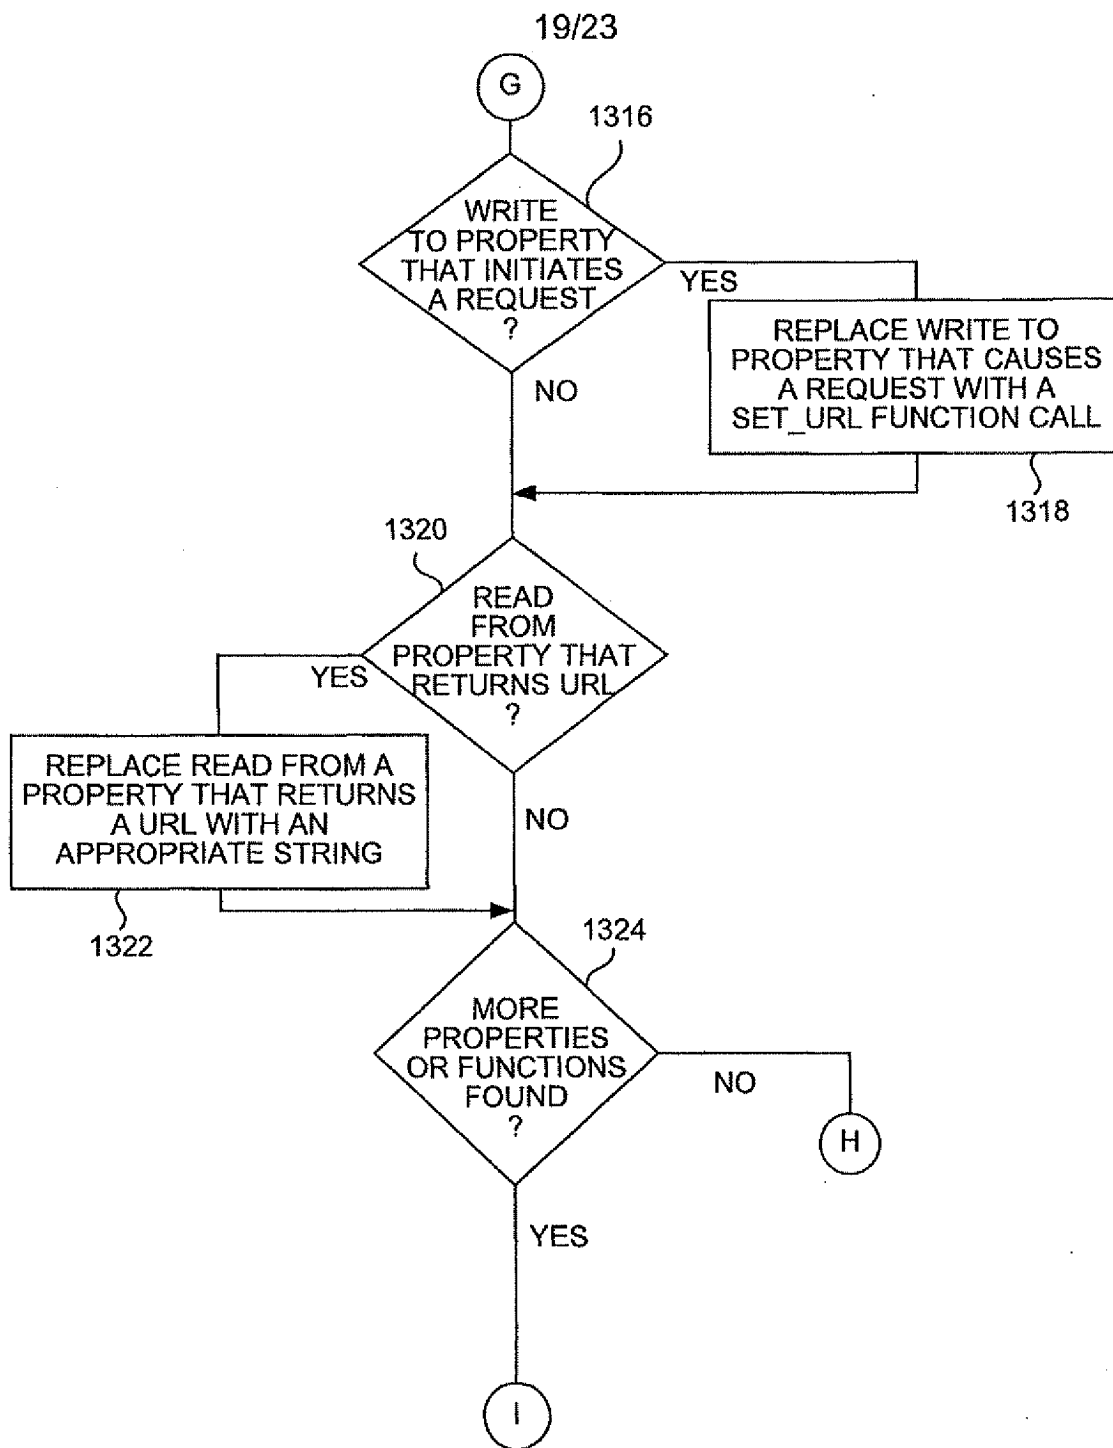 19/23
G
1316
WRITE
TO PROPERTY
THAT INITIATES
A REQUEST
?
YES
REPLACE WRITE TO
PROPERTY THAT CAUSES
A REQUEST WITH A
SET_URL FUNCTION CALL
NO
1318
1320
READ
FROM
PROPERTY THAT
RETURNS URL
?
YES
REPLACE READ FROM A
PROPERTY THAT RETURNS
A URL WITH AN
APPROPRIATE STRING
NO
1322
1324
MORE
PROPERTIES
OR FUNCTIONS
FOUND
?
NO
H
YES
I